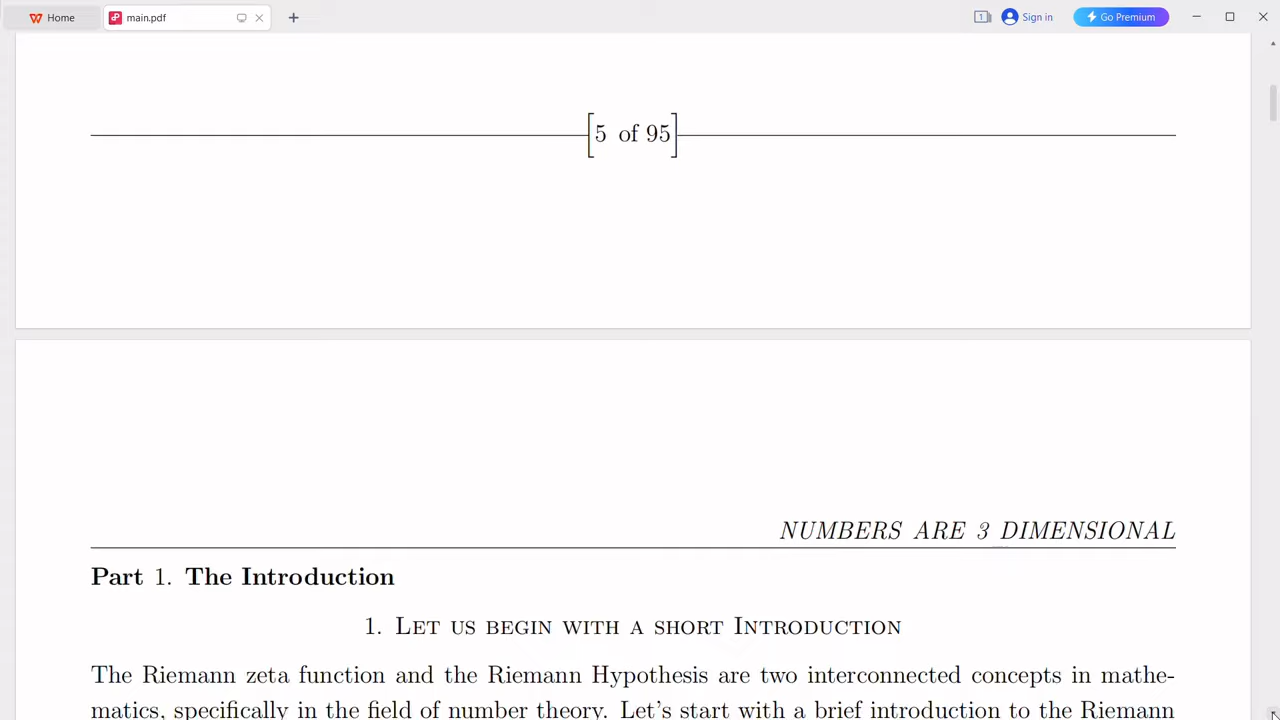 Home
main.pdf
1
Sign in
Go Premium
5 of 95
NUMBERS ARE 3 DIMENSIONAL
Part 1. The Introduction
1. Let us begin with a short Introduction
The Riemann zeta function and the Riemann Hypothesis are two interconnected concepts in mathe-
matics, specifically in the field of number theory. Let's start with a brief introduction to the Riemann